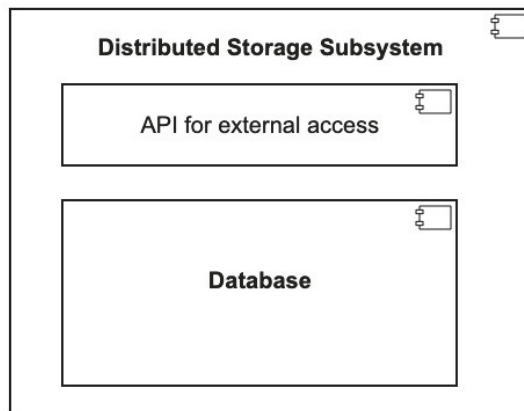 Distributed Storage Subsystem
API for external access
Database